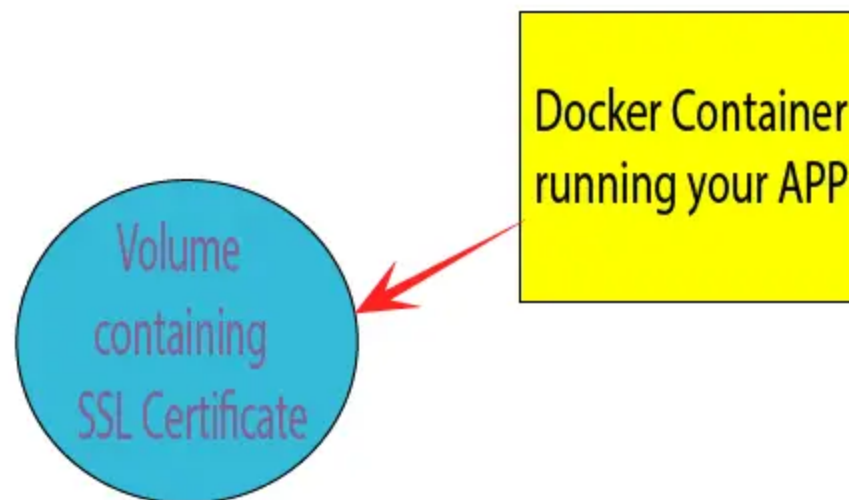 Docker Container
running your APP
Volume
containing
SSL Certificate